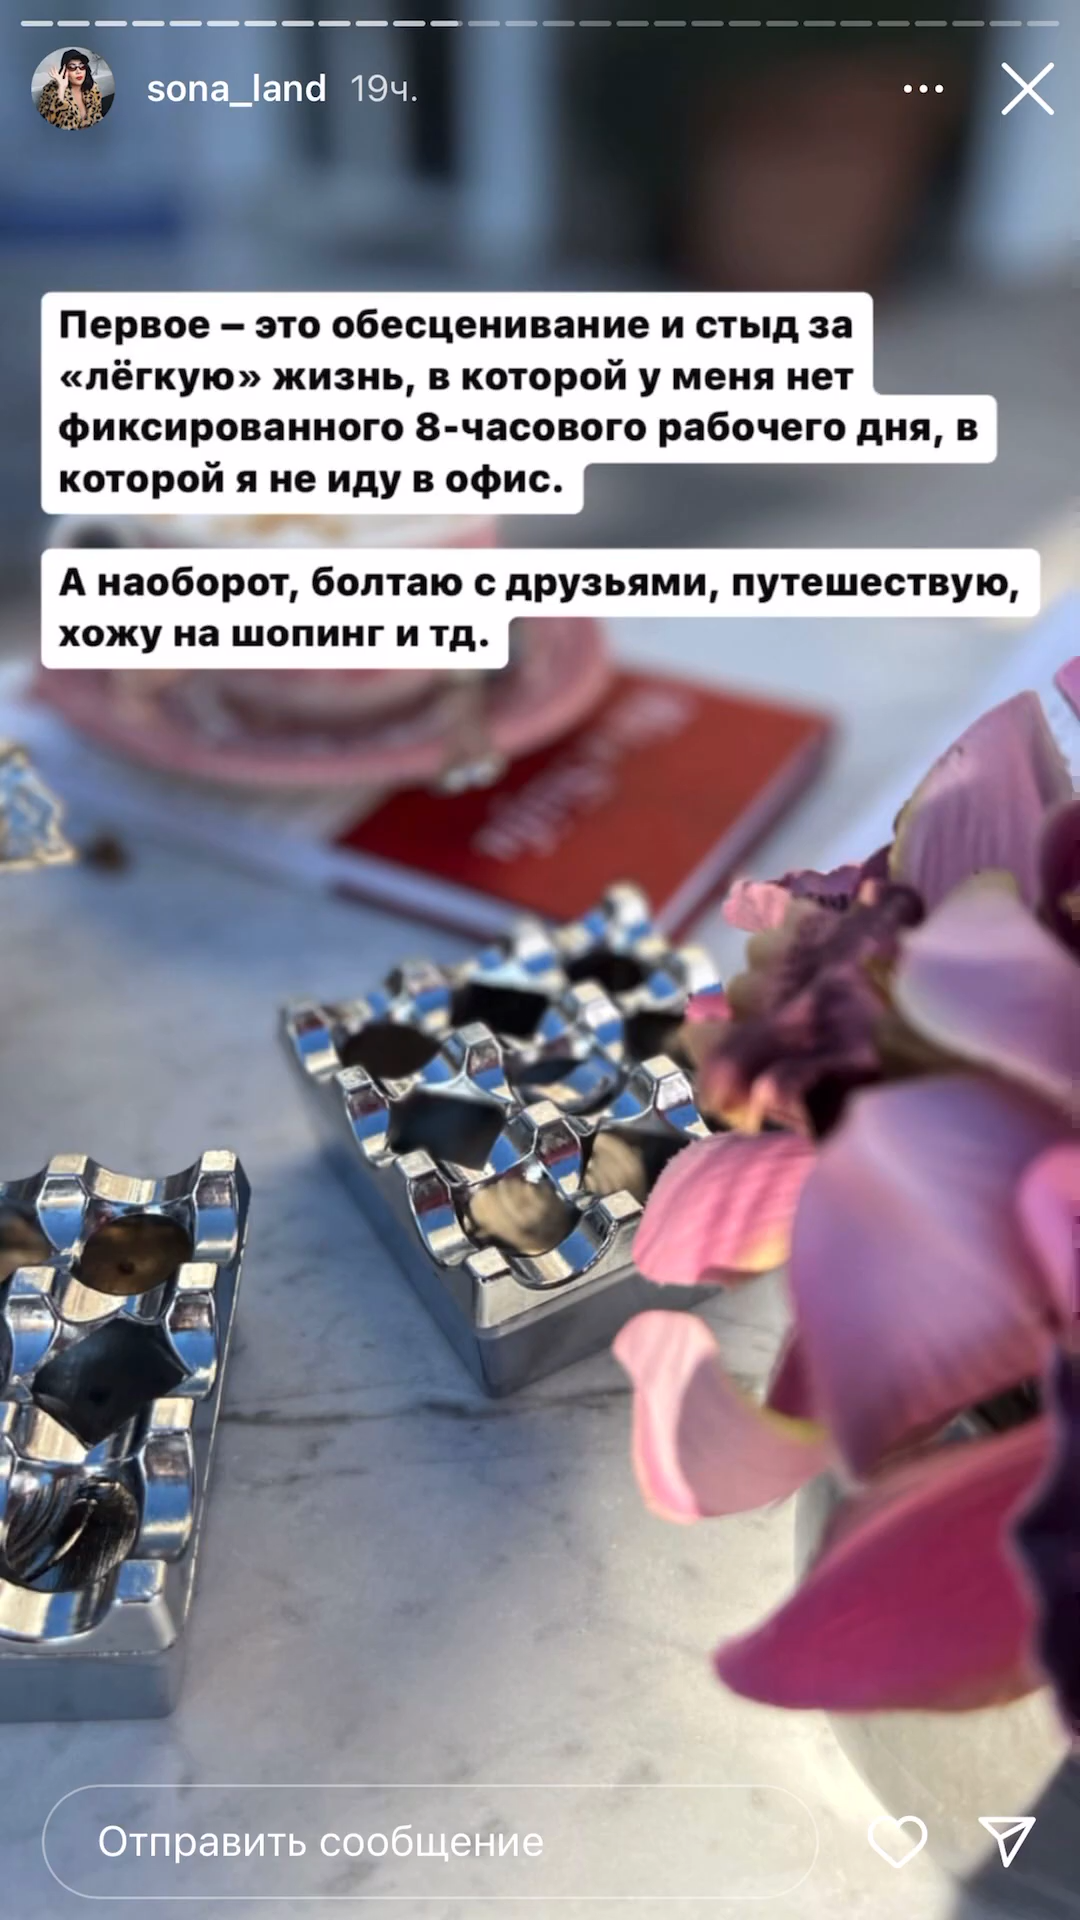 sona_land 19ч.
Первое – это обесценивание и стыд за
«лёгкую» жизнь, в которой у меня нет
фиксированного 8-часового рабочего дня, в
которой я не иду в офис.
А наоборот, болтаю с друзьями, путешествую,
хожу на шопинг и тд.
Отправить сообщение